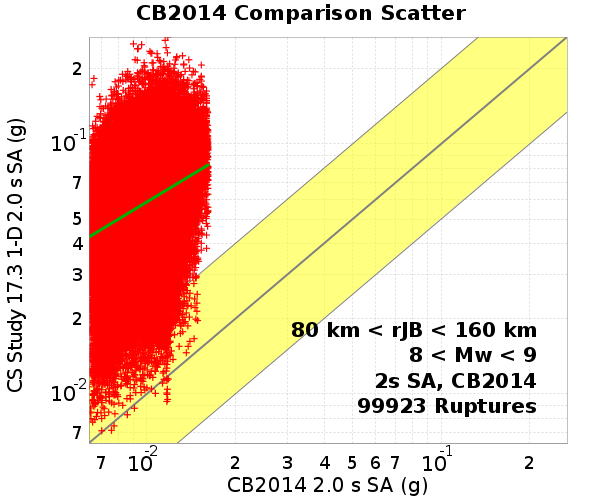 CB2014 Comparison Scatter
CS Study 17.3 1-D 2.0 s SA (g)
2
10-1
7
5
4
3
2
10-2
7
80 km < rJB < 160 km
8 < Mw < 9
2s SA, CB2014
99923 Ruptures
7 10-2 2 3 4 5 6 7 10-1 2
CB2014 2.0 s SA (g)